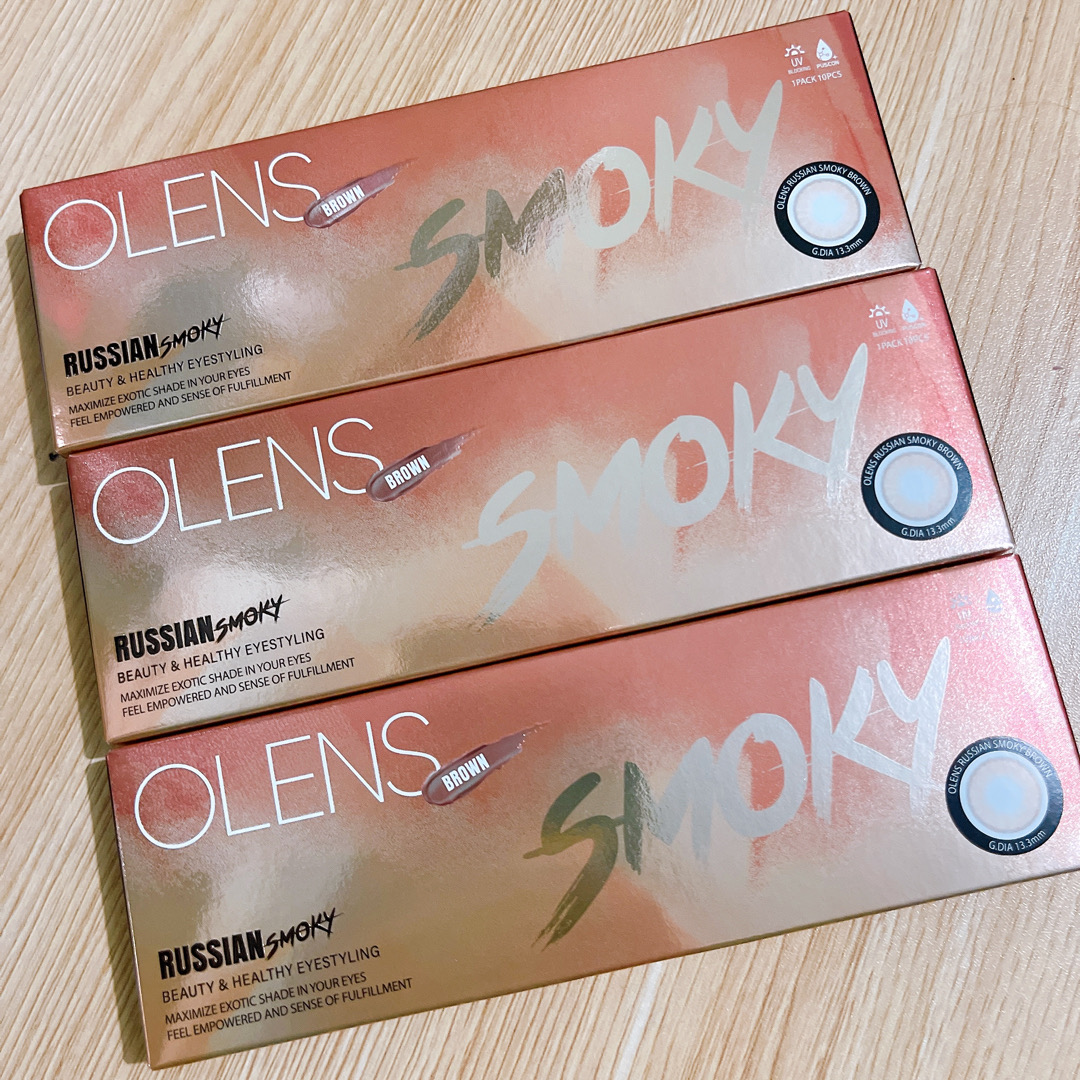 OLENS
BROWN
SMOKY
UV
BLOCKING
PUSCON
1PACK 10PCS
OLENS RUSSIAN SMOKY BROWN
G.DIA 13.3mm
RUSSIAN SMOKY
BEAUTY & HEALTHY EYESTYLING
MAXIMIZE EXOTIC SHADE IN YOUR EYES
FEEL EMPOWERED AND SENSE OF FULFILLMENT
OLENS
BROWN
SMOKY
UV
BLOCKING
1PACK 10PCS
OLENS RUSSIAN SMOKY BROWN
G.DIA 13.3mm
RUSSIAN SMOKY
BEAUTY & HEALTHY EYESTYLING
MAXIMIZE EXOTIC SHADE IN YOUR EYES
FEEL EMPOWERED AND SENSE OF FULFILLMENT
OLENS
BROWN
SMOKY
UV
OLENS RUSSIAN SMOKY BROWN
G.DIA 13.3mm
RUSSIAN SMOKY
BEAUTY & HEALTHY EYESTYLING
MAXIMIZE EXOTIC SHADE IN YOUR EYES
FEEL EMPOWERED AND SENSE OF FULFILLMENT